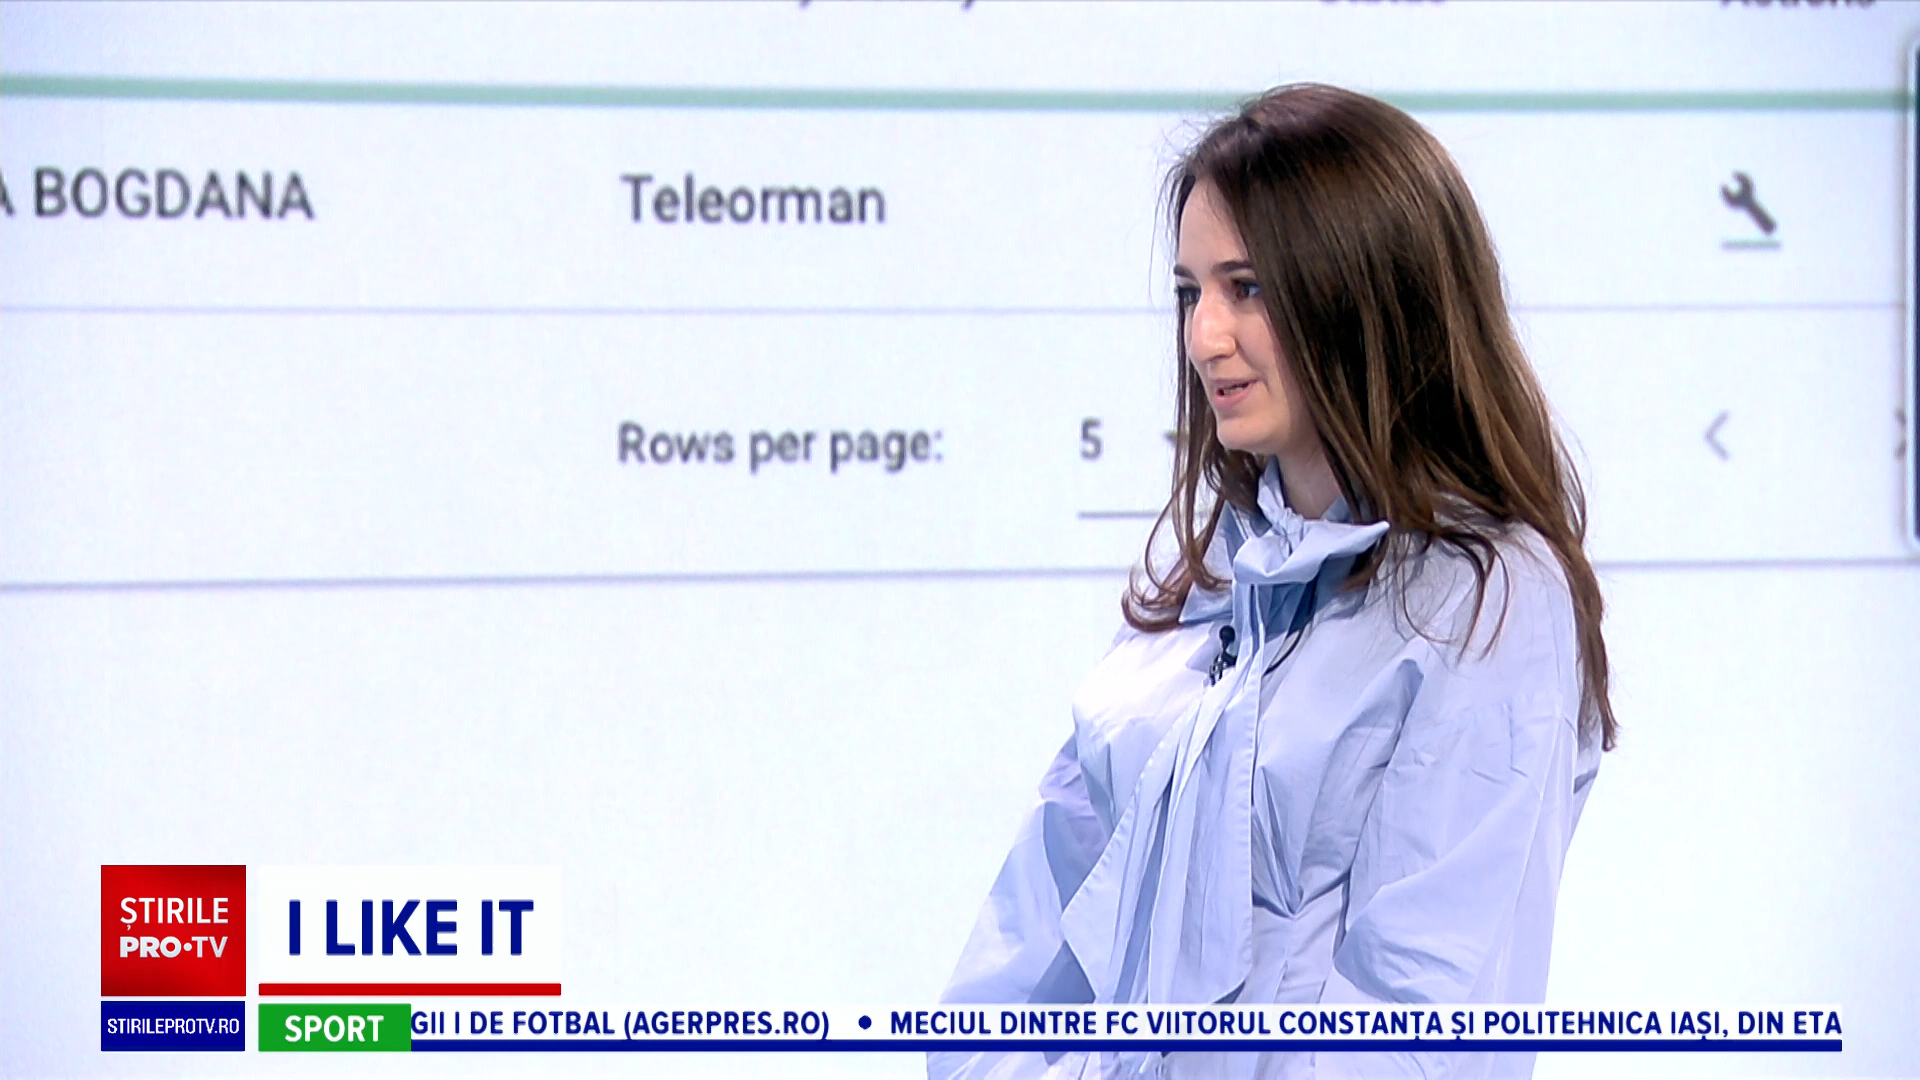 A BOGDANA
Teleorman
Rows per page: 5
ȘTIRILE
PRO•TV
I LIKE IT
STIRILEPROTV.RO
SPORT
GII I DE FOTBAL (AGERPRES.RO) • MECIUL DINTRE FC VIITORUL CONSTANȚA ȘI POLITEHNICA IAȘI, DIN ETA